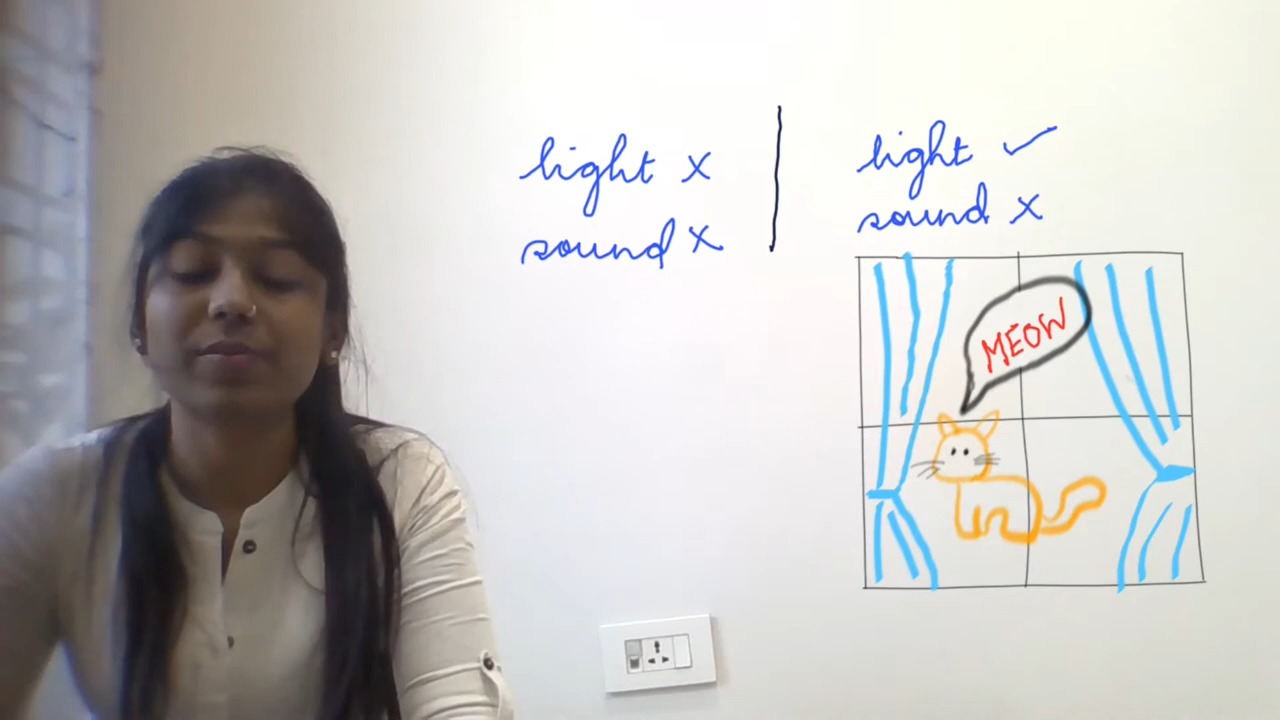 light x
sound x
light ✓
sound x
MEOW